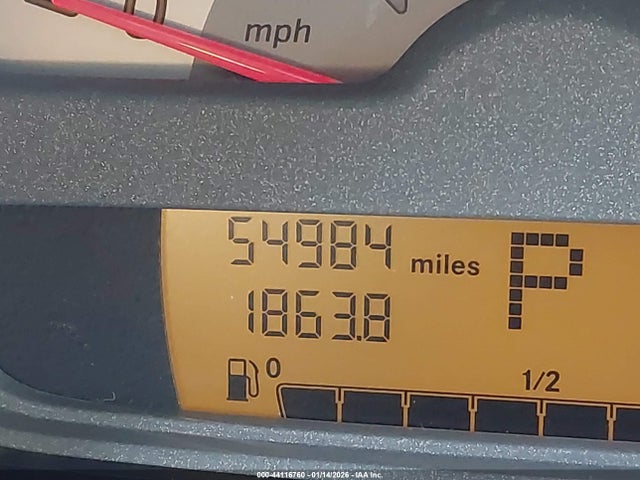 mph
54984 miles
P
1863.8
0 1/2
000-44116760 - 01/14/2026 - IAA Inc.